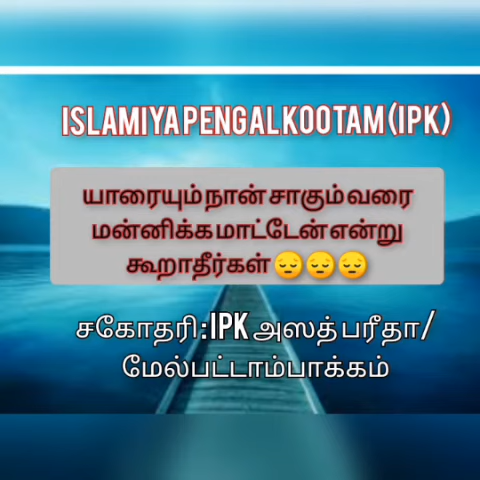 ISLAMIYA PENGAL KOOTAM (IPK)
யாரையும் நான் சாகும் வரை
மன்னிக்க மாட்டேன் என்று
கூறாதீர்கள் 😔😔😔
சகோதரி : IPK அஸத் பரீதா/
மேல்பட்டாம்பாக்கம்